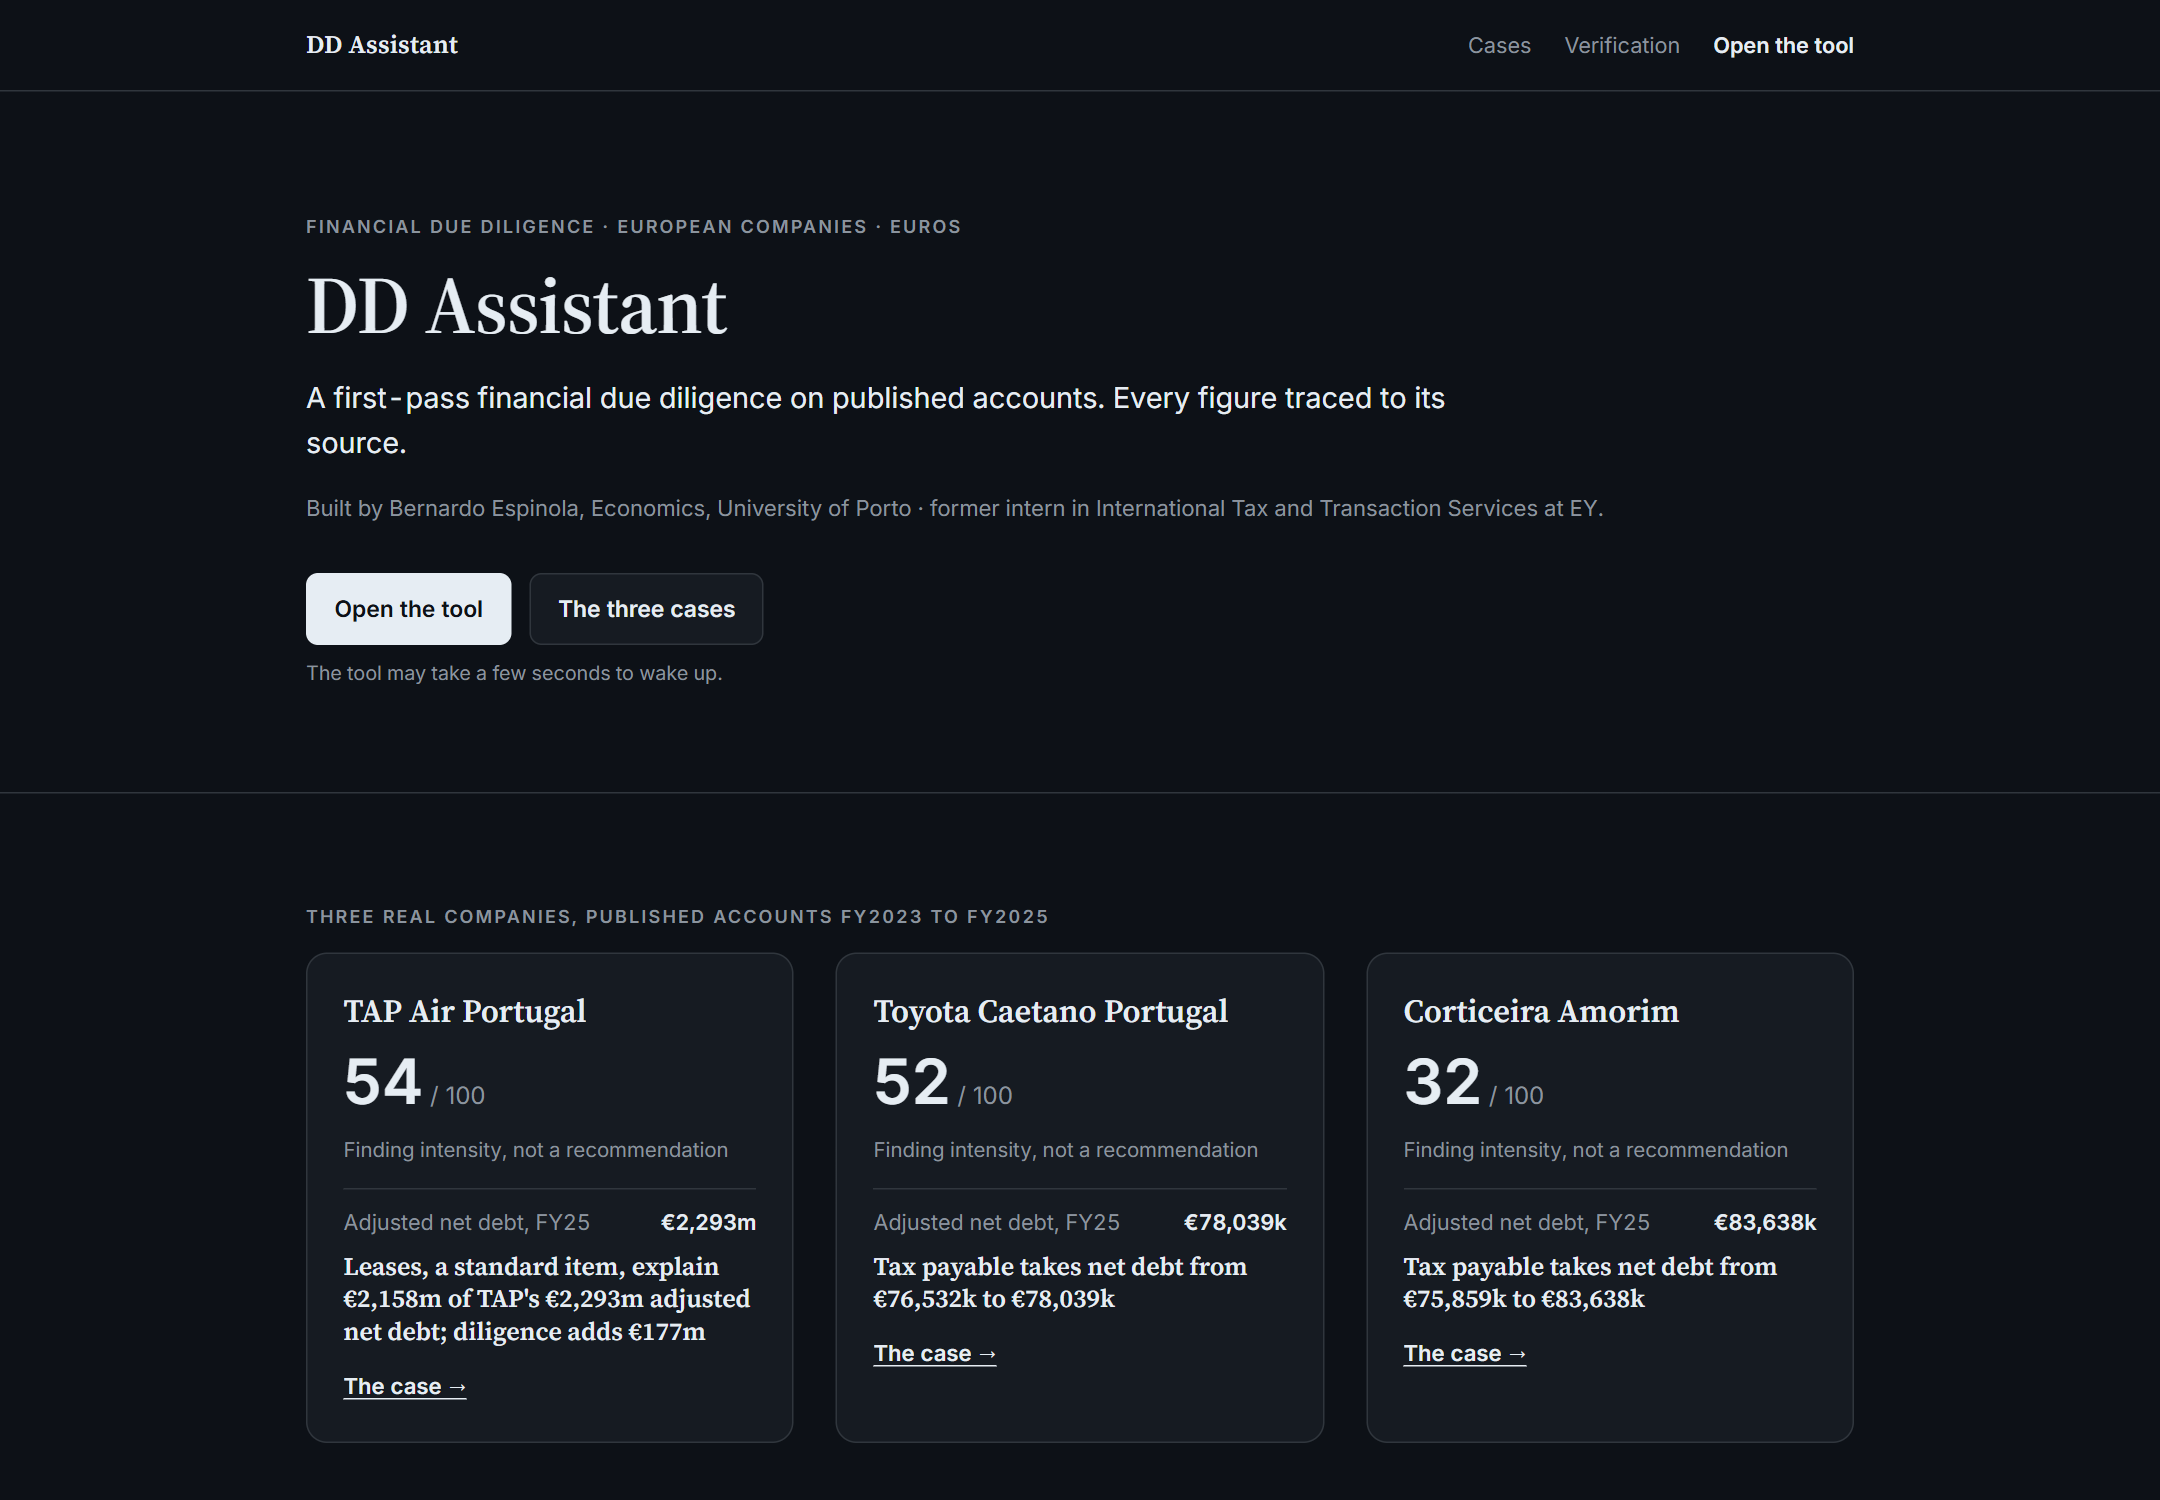 DD Assistant
Cases Verification Open the tool
FINANCIAL DUE DILIGENCE · EUROPEAN COMPANIES · EUROS
DD Assistant
A first-pass financial due diligence on published accounts. Every figure traced to its
source.
Built by Bernardo Espinola, Economics, University of Porto · former intern in International Tax and Transaction Services at EY.
Open the tool
The three cases
The tool may take a few seconds to wake up.
THREE REAL COMPANIES, PUBLISHED ACCOUNTS FY2023 TO FY2025
TAP Air Portugal
54 / 100
Finding intensity, not a recommendation
Adjusted net debt, FY25 €2,293m
Leases, a standard item, explain
€2,158m of TAP's €2,293m adjusted
net debt; diligence adds €177m
The case →
Toyota Caetano Portugal
52 / 100
Finding intensity, not a recommendation
Adjusted net debt, FY25 €78,039k
Tax payable takes net debt from
€76,532k to €78,039k
The case →
Corticeira Amorim
32 / 100
Finding intensity, not a recommendation
Adjusted net debt, FY25 €83,638k
Tax payable takes net debt from
€75,859k to €83,638k
The case →